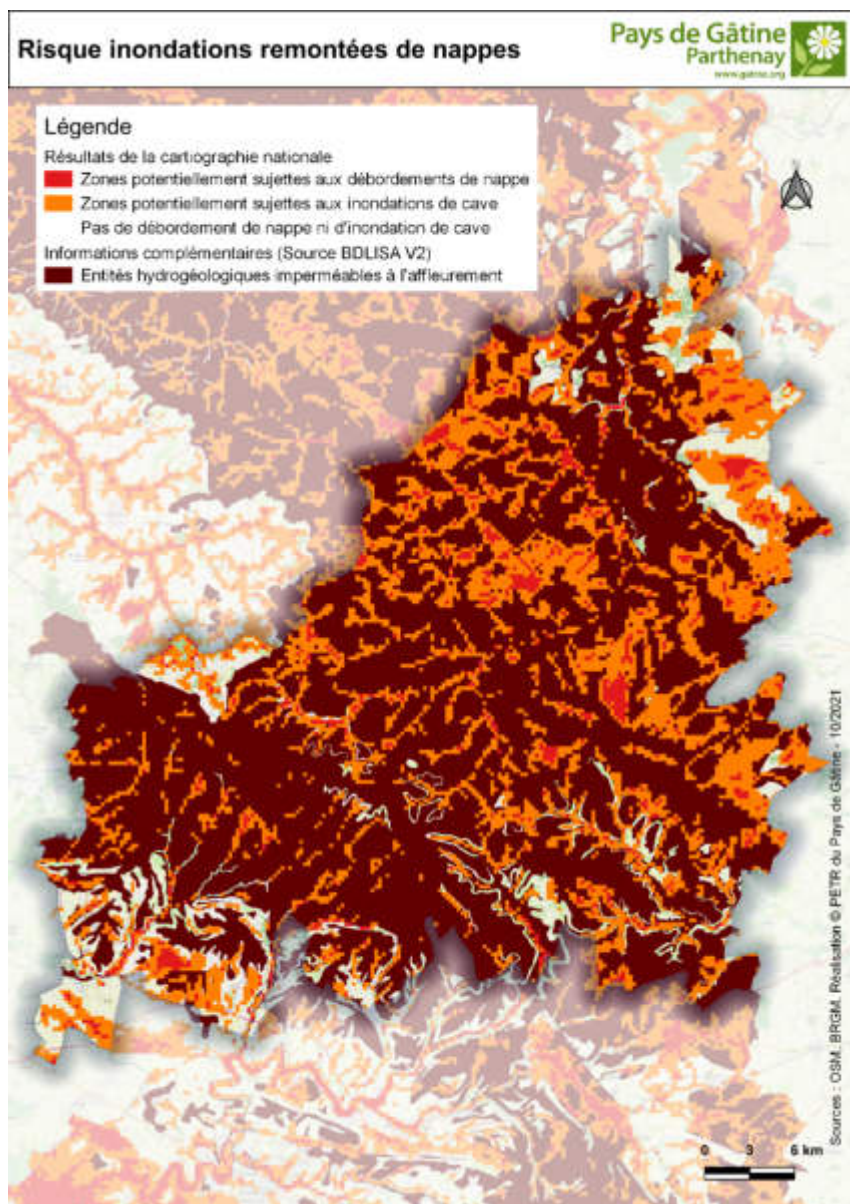 Risque inondations remontées de nappes
Pays de Gâtine
Parthenay
www.gatine.org
Légende
Résultats de la cartographie nationale
Zones potentiellement sujettes aux débordements de nappe
Zones potentiellement sujettes aux inondations de cave
Pas de débordement de nappe ni d'inondation de cave
Informations complémentaires (Source BDLISA V2)
Entités hydrogéologiques imperméables à l'affleurement
Sources : OSM. BRGM. Réalisation © PETR du Pays de Gâtine - 10/2021
0 3 6 km